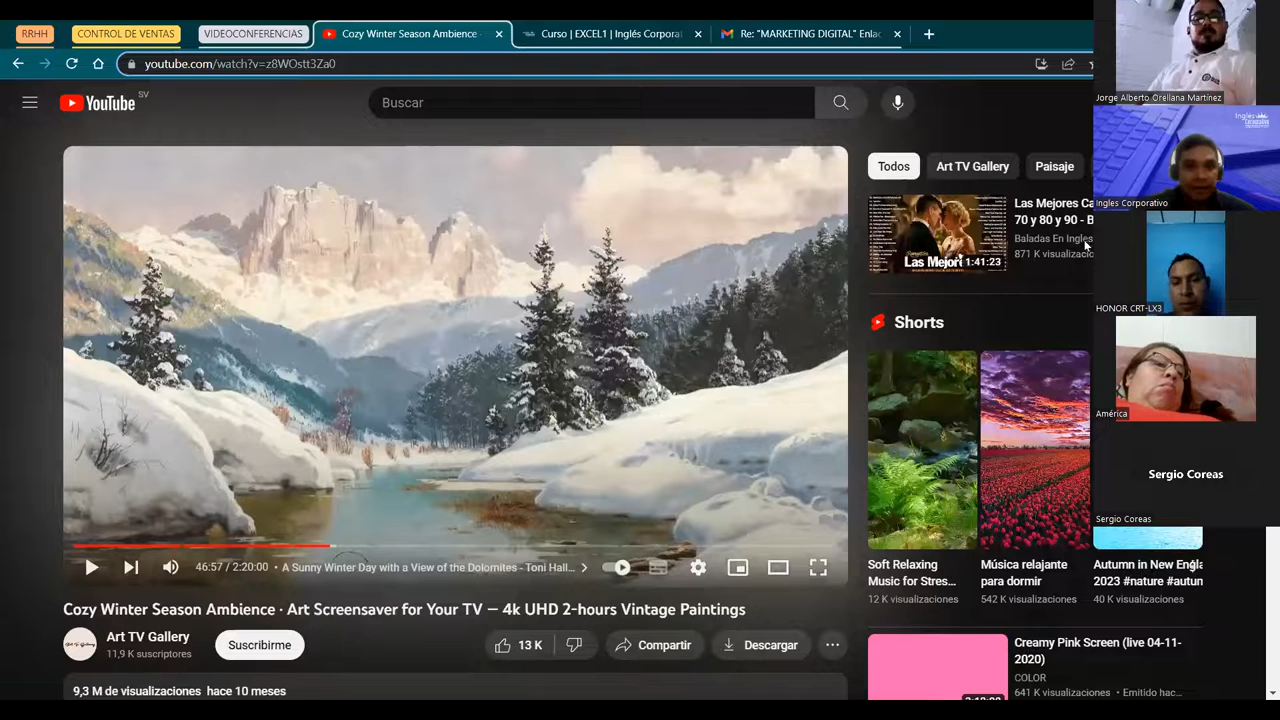 RRHH
CONTROL DE VENTAS
VIDEOCONFERENCIAS
Cozy Winter Season Ambience
Curso | EXCEL1 | Inglés Corporat
Re: "MARKETING DIGITAL" Enlac
youtube.com/watch?v=z8WOstt3Za0
YouTube
SV
Buscar
Todos
Art TV Gallery
Paisaje
Las Mejores Ca
70 y 80 y 90 - B
Baladas En Ingles
871 K visualizacio
Las Mejor
1:41:23
Shorts
Soft Relaxing
Music for Stres...
12 K visualizaciones
Música relajante
para dormir
542 K visualizaciones
Autumn in New Engla
2023 #nature #autun
40 K visualizaciones
Creamy Pink Screen (live 04-11-
2020)
COLOR
641 K visualizaciones • Emitido hac...
46:57 / 2:20:00 • A Sunny Winter Day with a View of the Dolomites - Toni Hall...
Cozy Winter Season Ambience · Art Screensaver for Your TV — 4k UHD 2-hours Vintage Paintings
Art TV Gallery
11,9 K suscriptores
Suscribirme
13 K
Compartir
Descargar
9,3 M de visualizaciones hace 10 meses
Jorge Alberto Orellana Martínez
Inglés
Corporativo
Ingles Corporativo
HONOR CRT-LX3
América
Sergio Coreas
Sergio Coreas